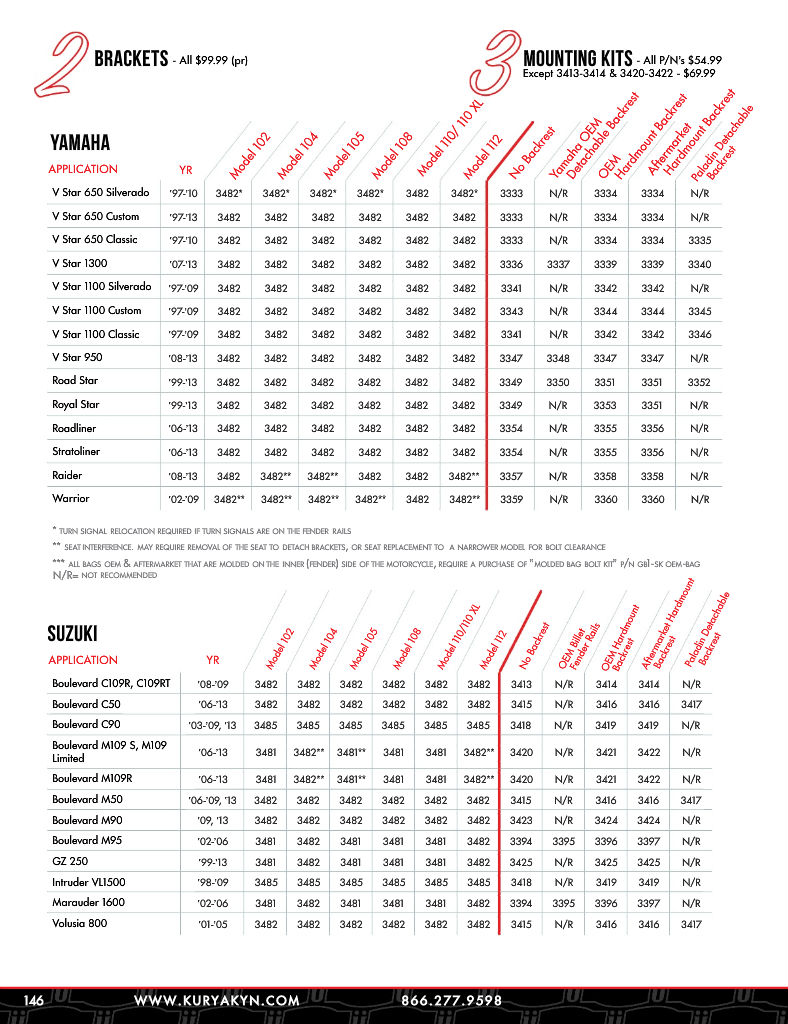 2 BRACKETS - All $99.99 (pr)
3 MOUNTING KITS - All P/N's $54.99
Except 3413-3414 & 3420-3422 - $69.99
YAMAHA
APPLICATION YR Model 102 Model 104 Model 105 Model 108 Model 110/ 110 XL Model 112 No Backrest Yamaha OEM Detachable Backrest OEM Hardmount Backrest Aftermarket Hardmount Backrest Paladin Detachable Backrest
V Star 650 Silverado '97-'10 3482* 3482* 3482* 3482* 3482 3482* 3333 N/R 3334 3334 N/R
V Star 650 Custom '97-'13 3482 3482 3482 3482 3482 3482 3333 N/R 3334 3334 N/R
V Star 650 Classic '97-'10 3482 3482 3482 3482 3482 3482 3333 N/R 3334 3334 3335
V Star 1300 '07-'13 3482 3482 3482 3482 3482 3482 3336 3337 3339 3339 3340
V Star 1100 Silverado '97-'09 3482 3482 3482 3482 3482 3482 3341 N/R 3342 3342 N/R
V Star 1100 Custom '97-'09 3482 3482 3482 3482 3482 3482 3343 N/R 3344 3344 3345
V Star 1100 Classic '97-'09 3482 3482 3482 3482 3482 3482 3341 N/R 3342 3342 3346
V Star 950 '08-'13 3482 3482 3482 3482 3482 3482 3347 3348 3347 3347 N/R
Road Star '99-'13 3482 3482 3482 3482 3482 3482 3349 3350 3351 3351 3352
Royal Star '99-'13 3482 3482 3482 3482 3482 3482 3349 N/R 3353 3351 N/R
Roadliner '06-'13 3482 3482 3482 3482 3482 3482 3354 N/R 3355 3356 N/R
Stratoliner '06-'13 3482 3482 3482 3482 3482 3482 3354 N/R 3355 3356 N/R
Raider '08-'13 3482 3482** 3482** 3482 3482 3482** 3357 N/R 3358 3358 N/R
Warrior '02-'09 3482** 3482** 3482** 3482** 3482 3482** 3359 N/R 3360 3360 N/R
* TURN SIGNAL RELOCATION REQUIRED IF TURN SIGNALS ARE ON THE FENDER RAILS
** SEAT INTERFERENCE. MAY REQUIRE REMOVAL OF THE SEAT TO DETACH BRACKETS, OR SEAT REPLACEMENT TO A NARROWER MODEL FOR BOLT CLEARANCE
*** ALL BAGS OEM & AFTERMARKET THAT ARE MOLDED ON THE INNER (FENDER) SIDE OF THE MOTORCYCLE, REQUIRE A PURCHASE OF "MOLDED BAG BOLT KIT" P/N GB1-SK OEM-BAG
N/R= NOT RECOMMENDED
SUZUKI
APPLICATION YR Model 102 Model 104 Model 105 Model 108 Model 110/110 XL Model 112 No Backrest OEM Billet Fender Rails OEM Hardmount Backrest Aftermarket Hardmount Backrest Paladin Detachable Backrest
Boulevard C109R, C109RT '08-'09 3482 3482 3482 3482 3482 3482 3413 N/R 3414 3414 N/R
Boulevard C50 '06-'13 3482 3482 3482 3482 3482 3482 3415 N/R 3416 3416 3417
Boulevard C90 '03-'09, '13 3485 3485 3485 3485 3485 3485 3418 N/R 3419 3419 N/R
Boulevard M109 S, M109
Limited '06-'13 3481 3482** 3481** 3481 3481 3482** 3420 N/R 3421 3422 N/R
Boulevard M109R '06-'13 3481 3482** 3481** 3481 3481 3482** 3420 N/R 3421 3422 N/R
Boulevard M50 '06-'09, '13 3482 3482 3482 3482 3482 3482 3415 N/R 3416 3416 3417
Boulevard M90 '09, '13 3482 3482 3482 3482 3482 3482 3423 N/R 3424 3424 N/R
Boulevard M95 '02-'06 3481 3482 3481 3481 3481 3482 3394 3395 3396 3397 N/R
GZ 250 '99-'13 3481 3482 3481 3481 3481 3482 3425 N/R 3425 3425 N/R
Intruder VL1500 '98-'09 3485 3485 3485 3485 3485 3485 3418 N/R 3419 3419 N/R
Marauder 1600 '02-'06 3481 3482 3481 3481 3481 3482 3394 3395 3396 3397 N/R
Volusia 800 '01-'05 3482 3482 3482 3482 3482 3482 3415 N/R 3416 3416 3417
146 WWW.KURYAKYN.COM 866.277.9598